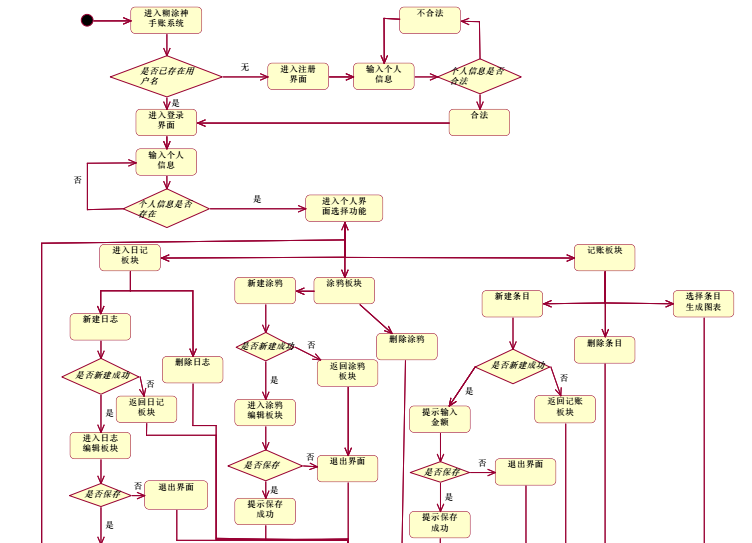 进入糊涂神
手账系统
不合法
是否已存在用
户名
无
进入注册
界面
输入个人
信息
个人信息是否
合法
是
进入登录
界面
合法
输入个人
信息
否
个人信息是否
存在
是
进入个人界
面选择功能
进入日记
板块
记账板块
新建涂鸦
涂鸦板块
新建条目
选择条目
生成图表
新建日志
删除涂鸦
删除条目
是否新建成功
否
返回涂鸦
板块
删除日志
是否新建成功
是否新建成功
否
否
是
是
返回日记
板块
返回记账
板块
进入涂鸦
编辑板块
提示输入
金额
是
进入日志
编辑板块
是否保存
否
退出界面
是否保存
否
退出界面
是否保存
否
退出界面
是
提示保存
成功
是
提示保存
成功
是